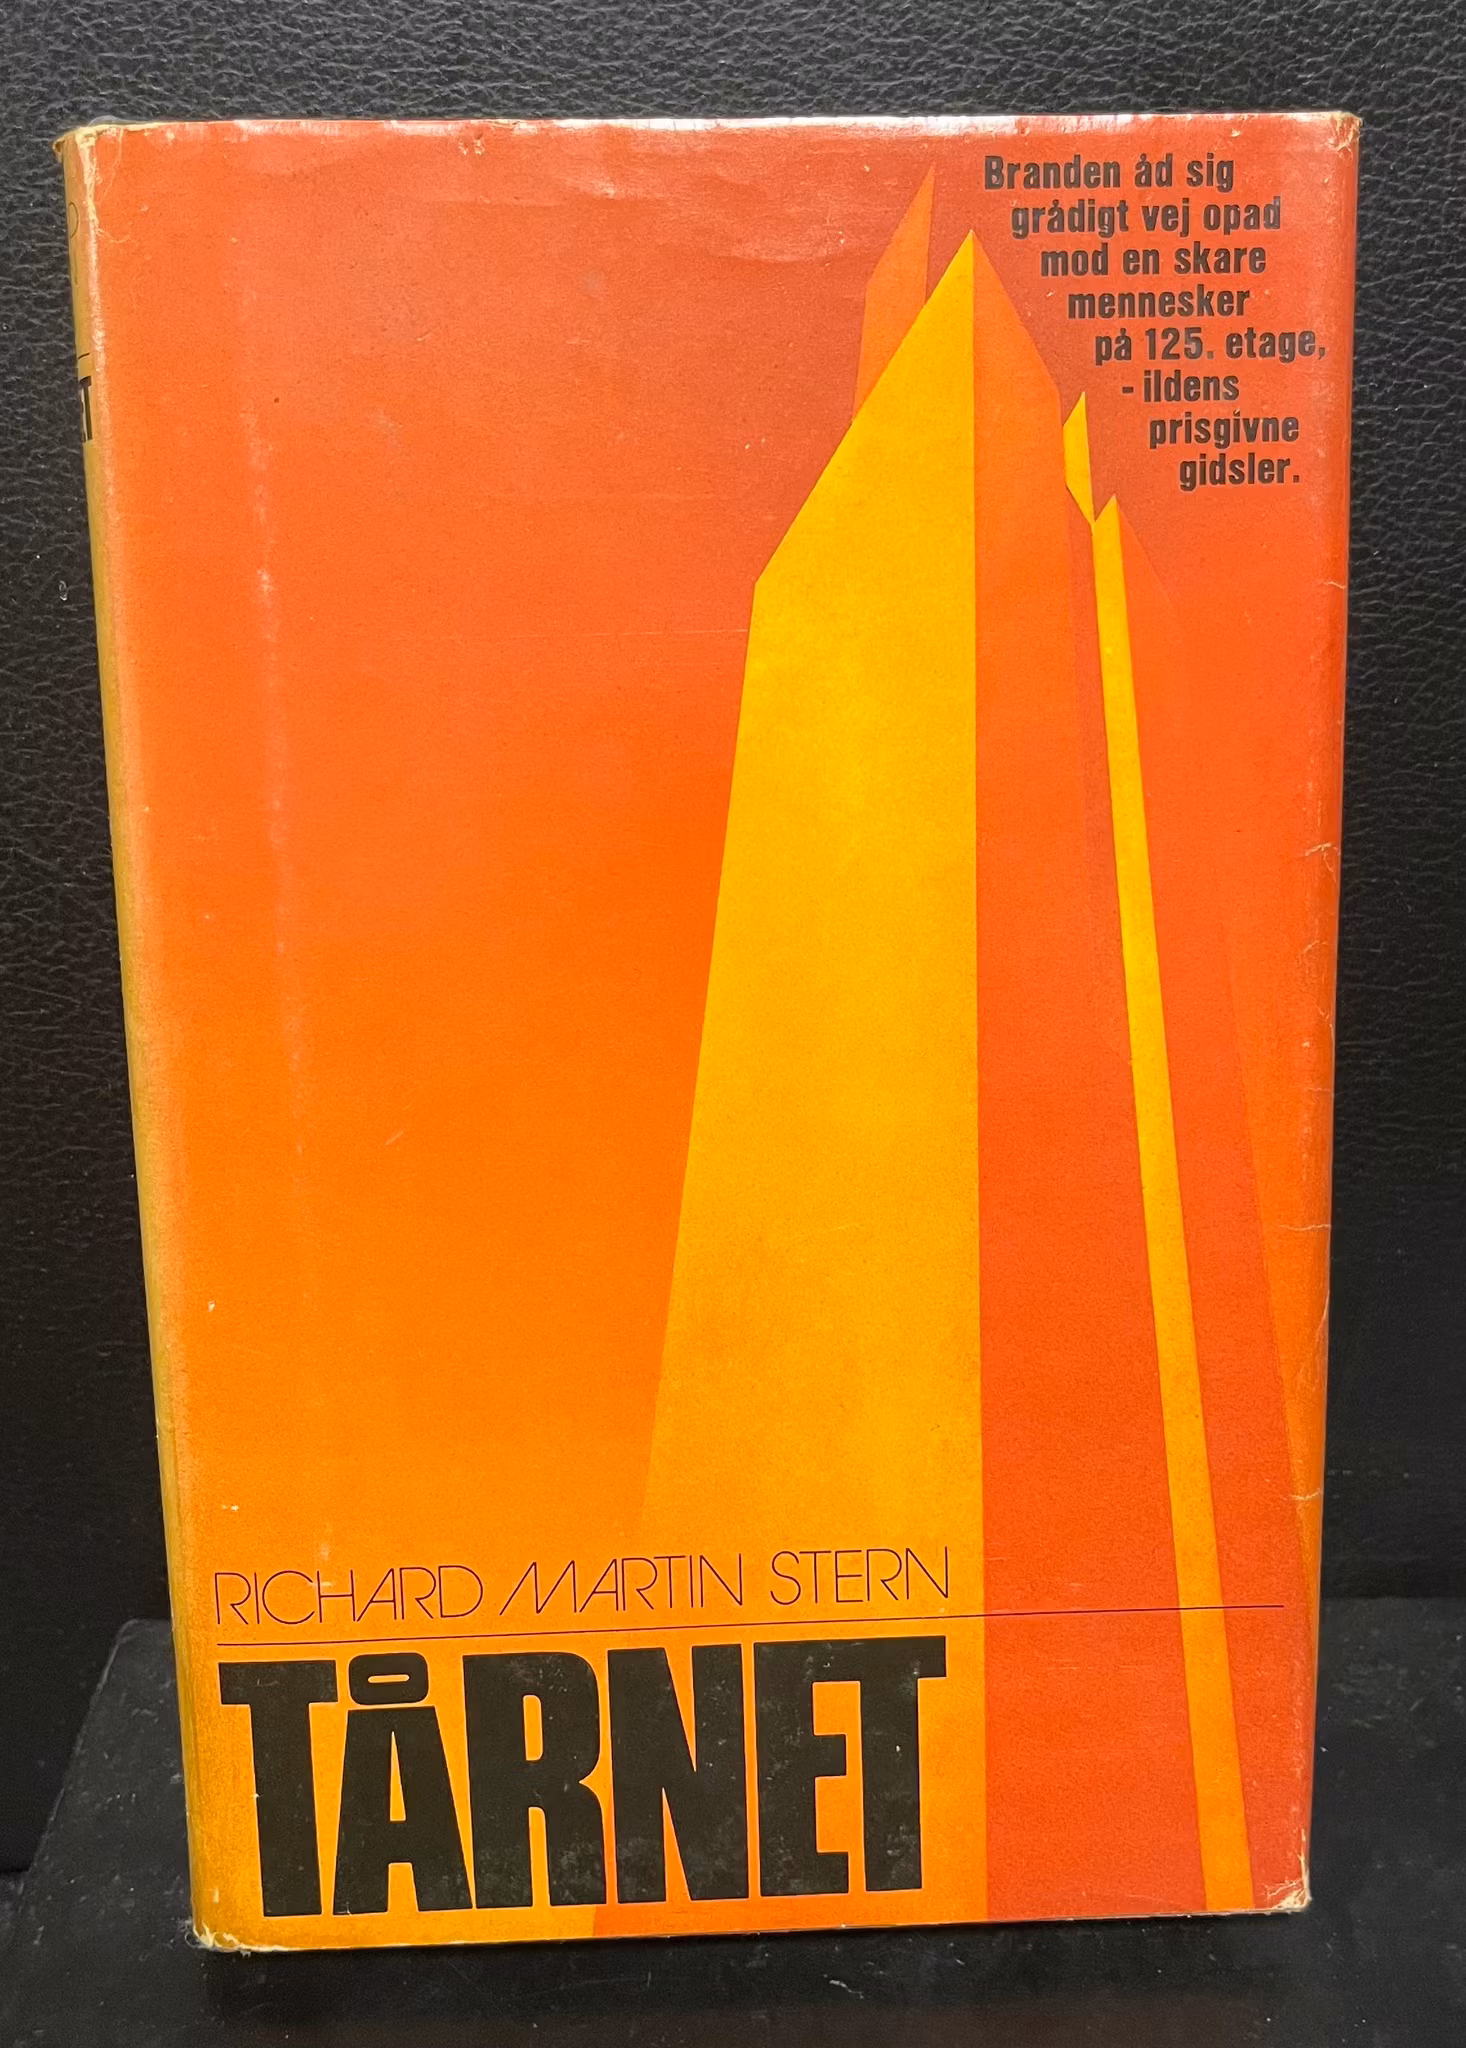 Branden åd sig
grådigt vej opad
mod en skare
mennesker
på 125. etage,
- ildens
prisgivne
gidsler.
RICHARD MARTIN STERN
TÅRNET